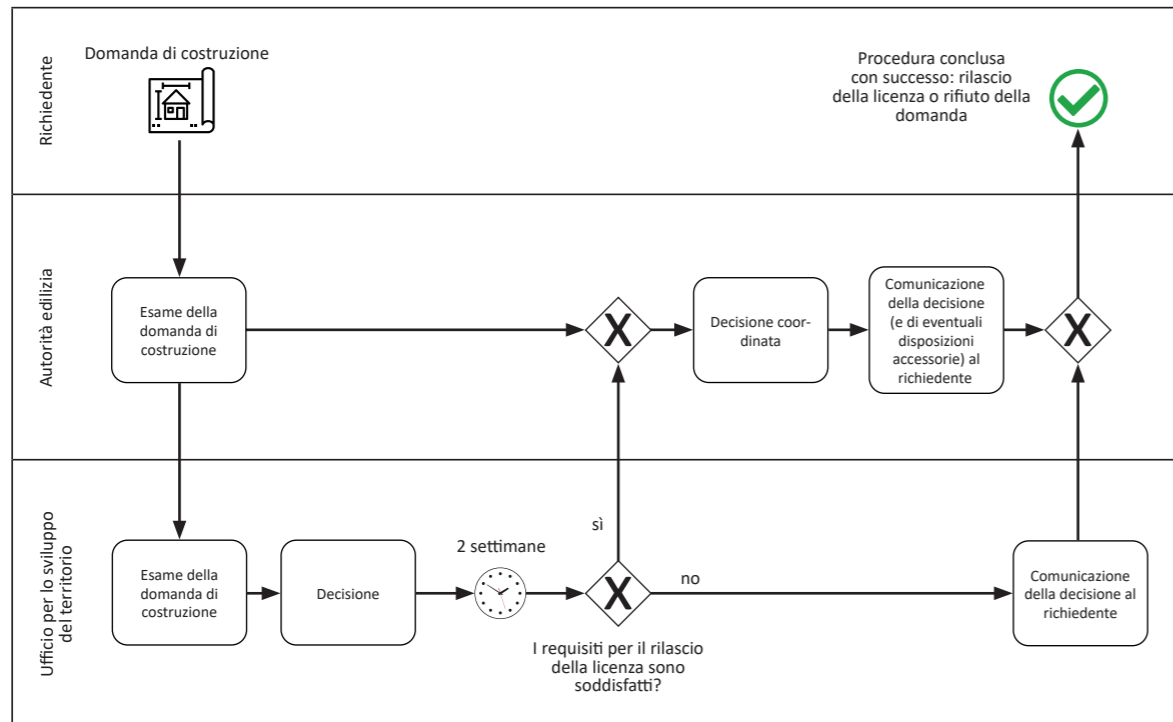 Richiedente
Domanda di costruzione
Procedura conclusa
con successo: rilascio
della licenza o rifiuto della
domanda
Autorità edilizia
Esame della
domanda di
costruzione
X
Decisione coor-
dinata
Comunicazione
della decisione
(e di eventuali
disposizioni
accessorie) al
richiedente
X
Ufficio per lo sviluppo
del territorio
Esame della
domanda di
costruzione
Decisione
2 settimane
sì
X
no
I requisiti per il rilascio
della licenza sono
soddisfatti?
Comunicazione
della decisione al
richiedente